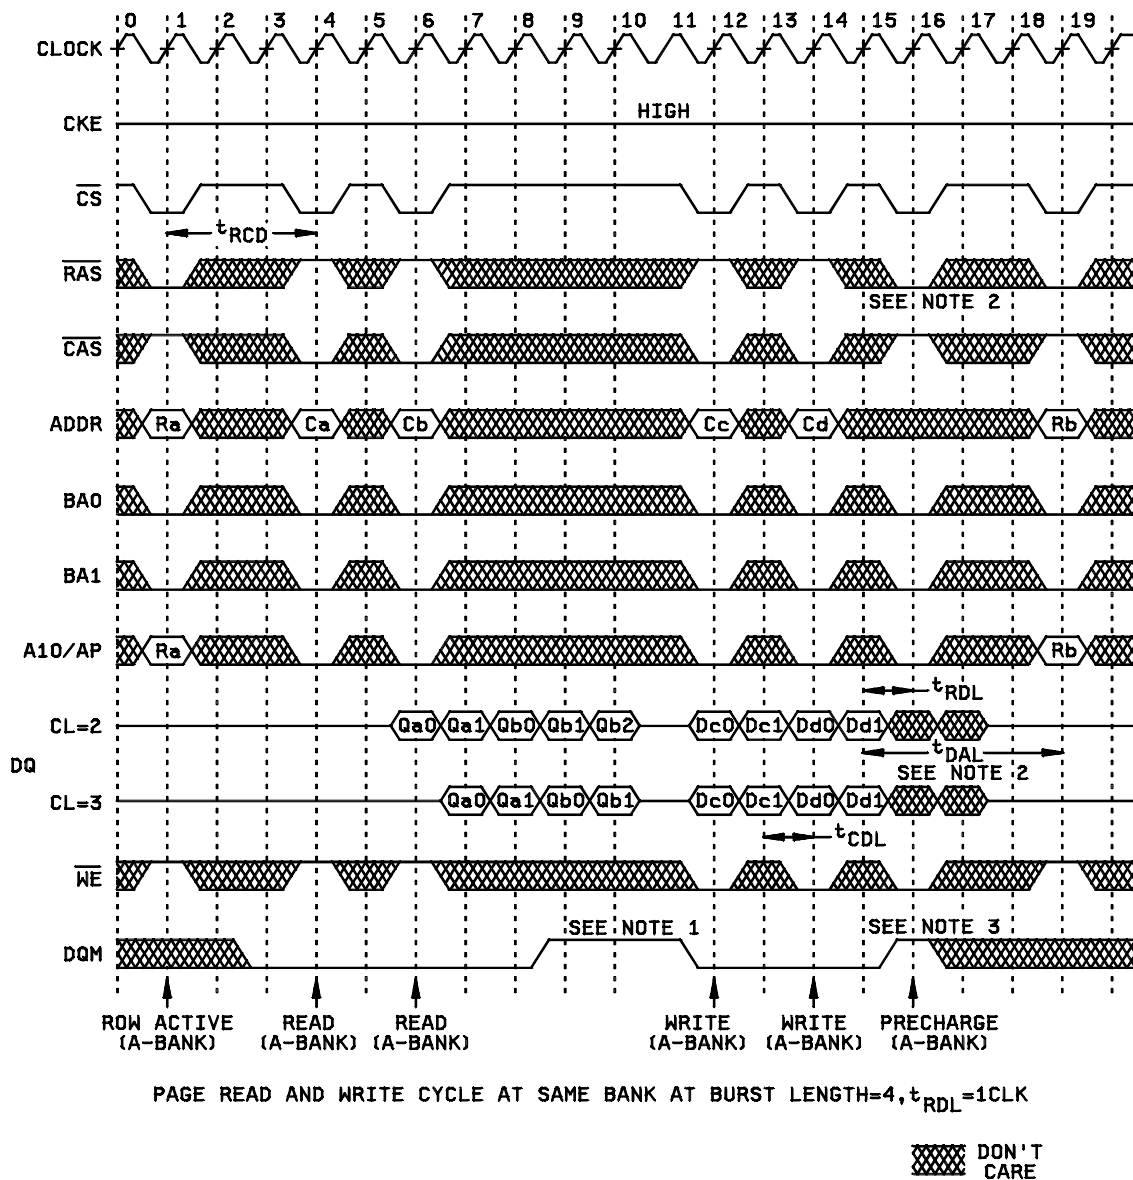 0 1 2 3 4 5 6 7 8 9 10 11 12 13 14 15 16 17 18 19
CLOCK
HIGH
CKE
CS
tRCD
RAS
SEE NOTE 2
CAS
ADDR Ra Ca Cb Cc Cd Rb
BA0
BA1
A10/AP Ra Rb
tRDL
CL=2 Qa0 Qa1 Qb0 Qb1 Qb2 Dc0 Dc1 Dd0 Dd1
tDAL
DQ
SEE NOTE 2
CL=3 Qa0 Qa1 Qb0 Qb1 Dc0 Dc1 Dd0 Dd1
tCDL
WE
SEE NOTE 1 SEE NOTE 3
DQM
ROW ACTIVE READ READ WRITE WRITE PRECHARGE
(A-BANK) (A-BANK) (A-BANK) (A-BANK) (A-BANK) (A-BANK)
PAGE READ AND WRITE CYCLE AT SAME BANK AT BURST LENGTH=4,tRDL=1CLK
DON'T
CARE